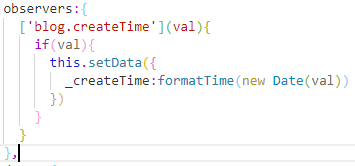 observers:{
['blog.createTime'](val){
if(val){
this.setData({
_createTime:formatTime(new Date(val))
})
}
}
},